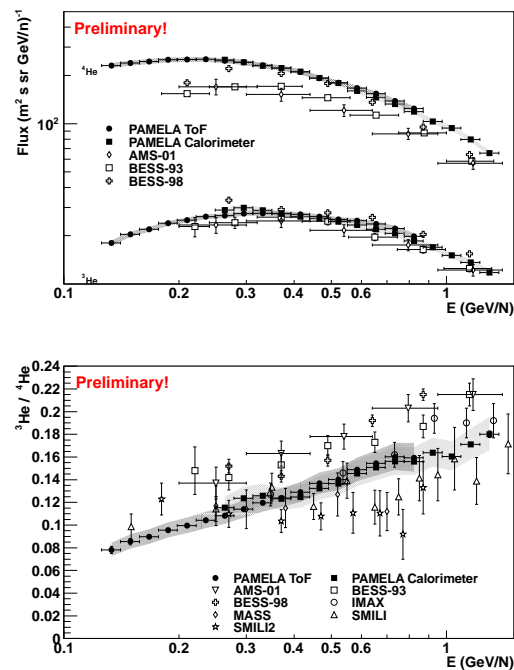 Preliminary!
Flux (m² s sr GeV/n)⁻¹
⁴He
10²
PAMELA ToF
PAMELA Calorimeter
AMS-01
BESS-93
BESS-98
³He
0.1 0.2 0.3 0.4 0.5 0.6 1
E (GeV/N)
Preliminary!
³He / ⁴He
0.24
0.22
0.2
0.18
0.16
0.14
0.12
0.1
0.08
0.06
0.04
0.02
0
PAMELA ToF PAMELA Calorimeter
AMS-01 BESS-93
BESS-98 IMAX
MASS SMILI
SMILI2
0.1 0.2 0.3 0.4 0.5 0.6 1
E (GeV/N)